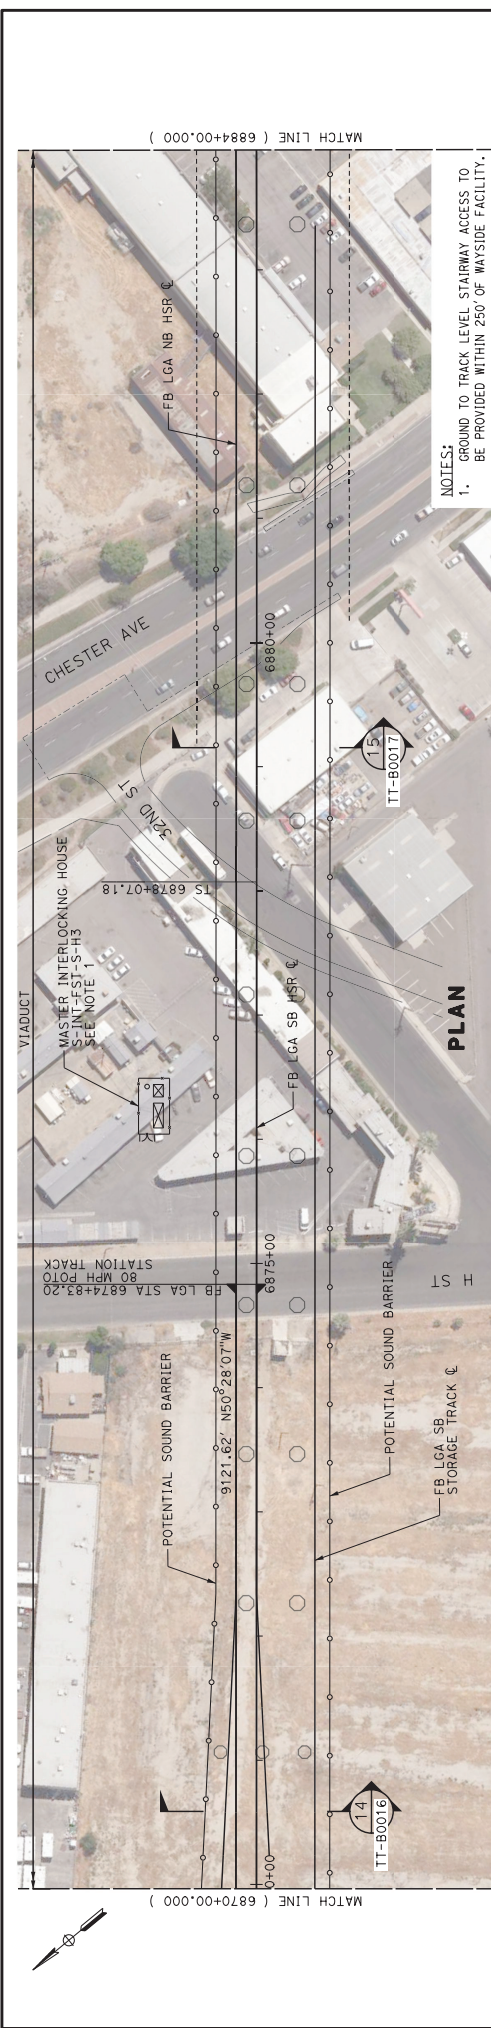 MATCH LINE ( 6870+00.000 )
VIADUCT
MASTER INTERLOCKING HOUSE
S-INT-FST-S-H3
SEE NOTE 1
CHESTER AVE
32ND ST
FB LGA NB HSR ℄
POTENTIAL SOUND BARRIER
FB LGA STA 6874+83.20
80 MPH POTO
STATION TRACK
TS 6878+07.18
9121.62' N50°28'07"W
0+00
6875+00
6880+00
FB LGA SB HSR ℄
POTENTIAL SOUND BARRIER
FB LGA SB
STORAGE TRACK ℄
H ST
14
TT-B0016
15
TT-B0017
PLAN
MATCH LINE ( 6884+00.000 )
NOTES:
1. GROUND TO TRACK LEVEL STAIRWAY ACCESS TO
BE PROVIDED WITHIN 250' OF WAYSIDE FACILITY.